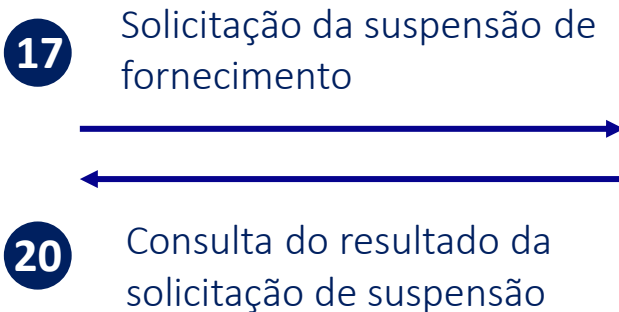 17
Solicitação da suspensão de
fornecimento
20
Consulta do resultado da
solicitação de suspensão